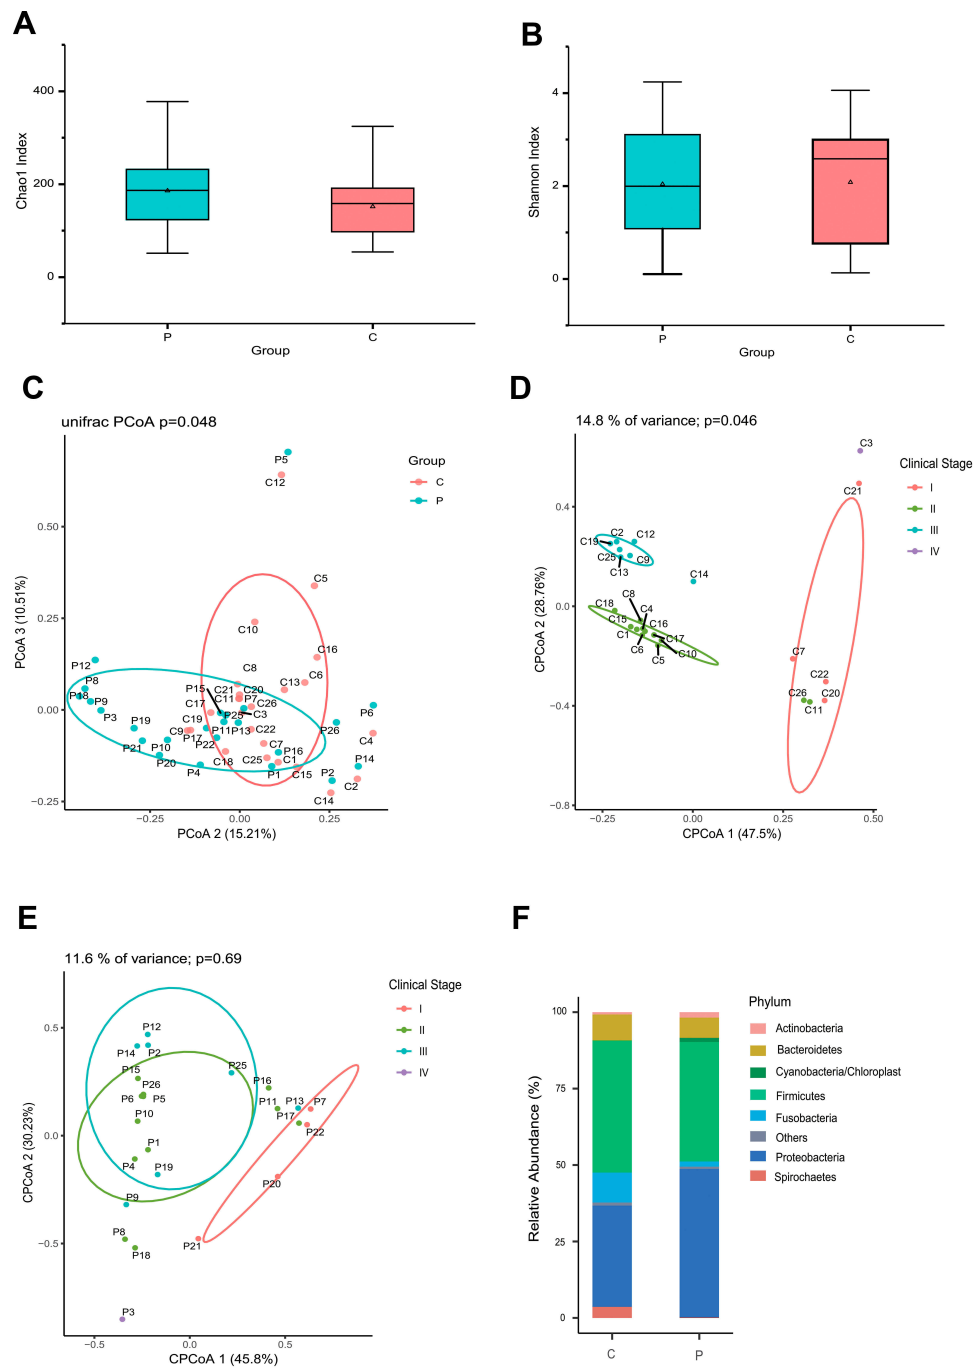 A
400
200
0
Chao1 Index
P
C
Group
B
4
2
0
Shannon Index
P
C
Group
C
unifrac PCoA p=0.048
0.50
0.25
0.00
−0.25
PCoA 3 (10.51%)
−0.25
0.00
0.25
PCoA 2 (15.21%)
Group
C
P
P5
C12
C5
C10
C16
C8
C6
C13
P12
P8
P18
P9
P3
P15
C21
C20
C11
P7
C26
C17
P25
C3
P19
C19
C9
P17
P11
P13
C22
P26
P6
P21
P10
P22
C7
C4
P20
C18
C25
P16
C1
P4
P1
C15
P2
P14
C2
C14
D
14.8 % of variance; p=0.046
0.4
0.0
−0.4
−0.8
CPCoA 2 (28.76%)
−0.25
0.00
0.25
0.50
CPCoA 1 (47.5%)
Clinical Stage
I
II
III
IV
C3
C21
C2
C12
C19
C25
C9
C13
C14
C8
C18
C4
C15
C16
C1
C17
C6
C10
C5
C7
C22
C26
C20
C11
E
11.6 % of variance; p=0.69
0.5
0.0
−0.5
CPCoA 2 (30.23%)
−0.5
0.0
0.5
CPCoA 1 (45.8%)
Clinical Stage
I
II
III
IV
P12
P14
P2
P15
P25
P26
P16
P6
P5
P11
P13
P7
P10
P17
P22
P1
P4
P19
P20
P9
P8
P18
P21
P3
F
100
75
50
25
0
Relative Abundance (%)
C
P
Phylum
Actinobacteria
Bacteroidetes
Cyanobacteria/Chloroplast
Firmicutes
Fusobacteria
Others
Proteobacteria
Spirochaetes